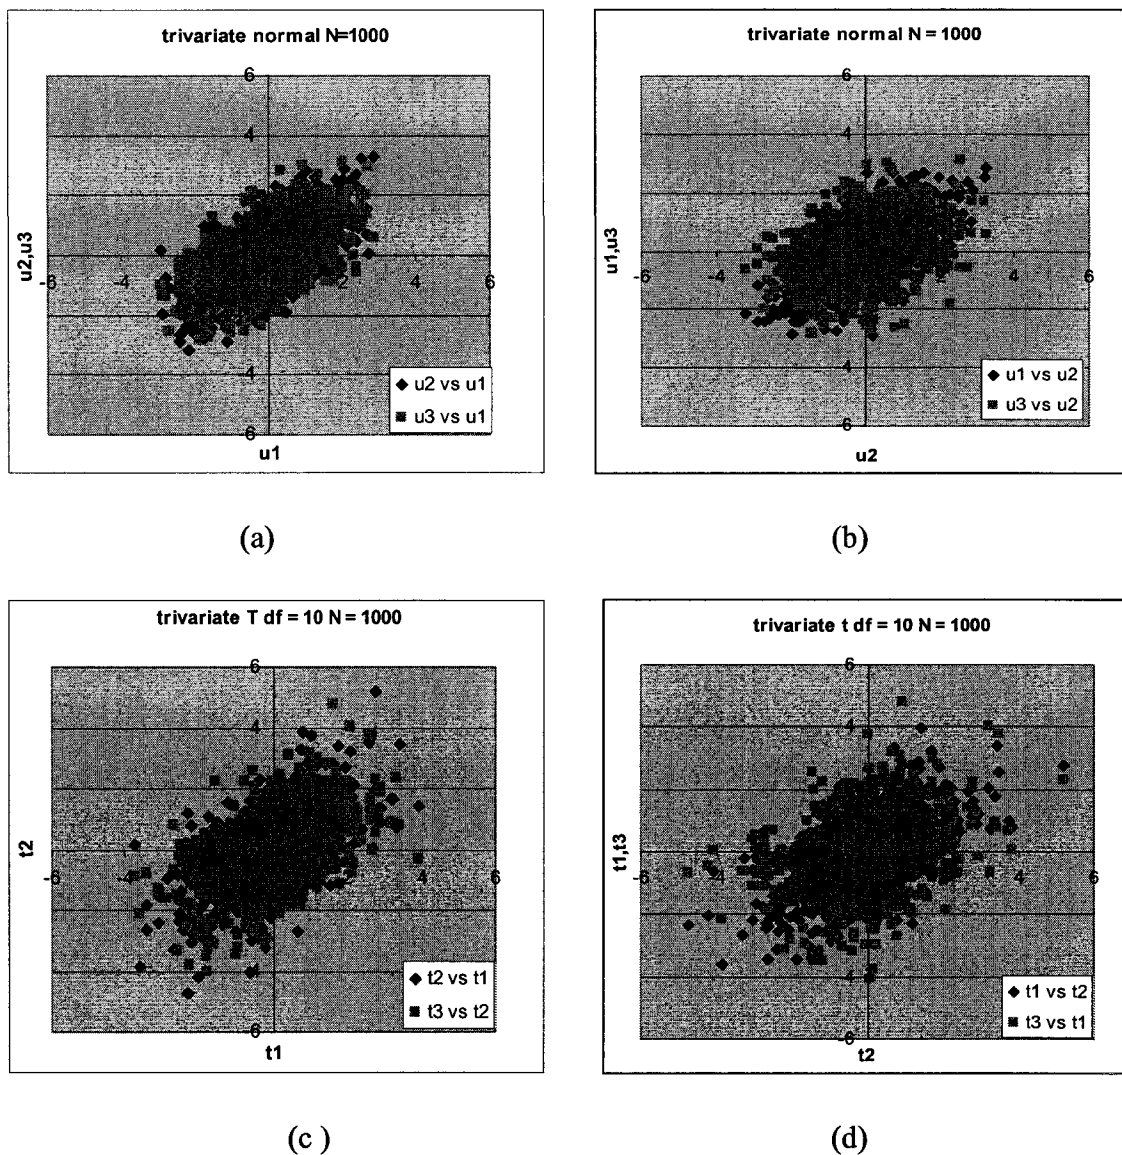 trivariate normal N=1000
6
4
u2,u3
-6
-4
2
6
4
6
u2 vs u1
u3 vs u1
u1
(a)
trivariate normal N = 1000
6
4
u1,u3
-6
-4
4
6
4
6
u1 vs u2
u3 vs u2
u2
(b)
trivariate T df = 10 N = 1000
6
4
t2
-6
-4
4
6
4
6
t2 vs t1
t3 vs t2
t1
(c )
trivariate t df = 10 N = 1000
6
4
t1,t3
-6
-4
4
6
-4
-6
t1 vs t2
t3 vs t1
t2
(d)